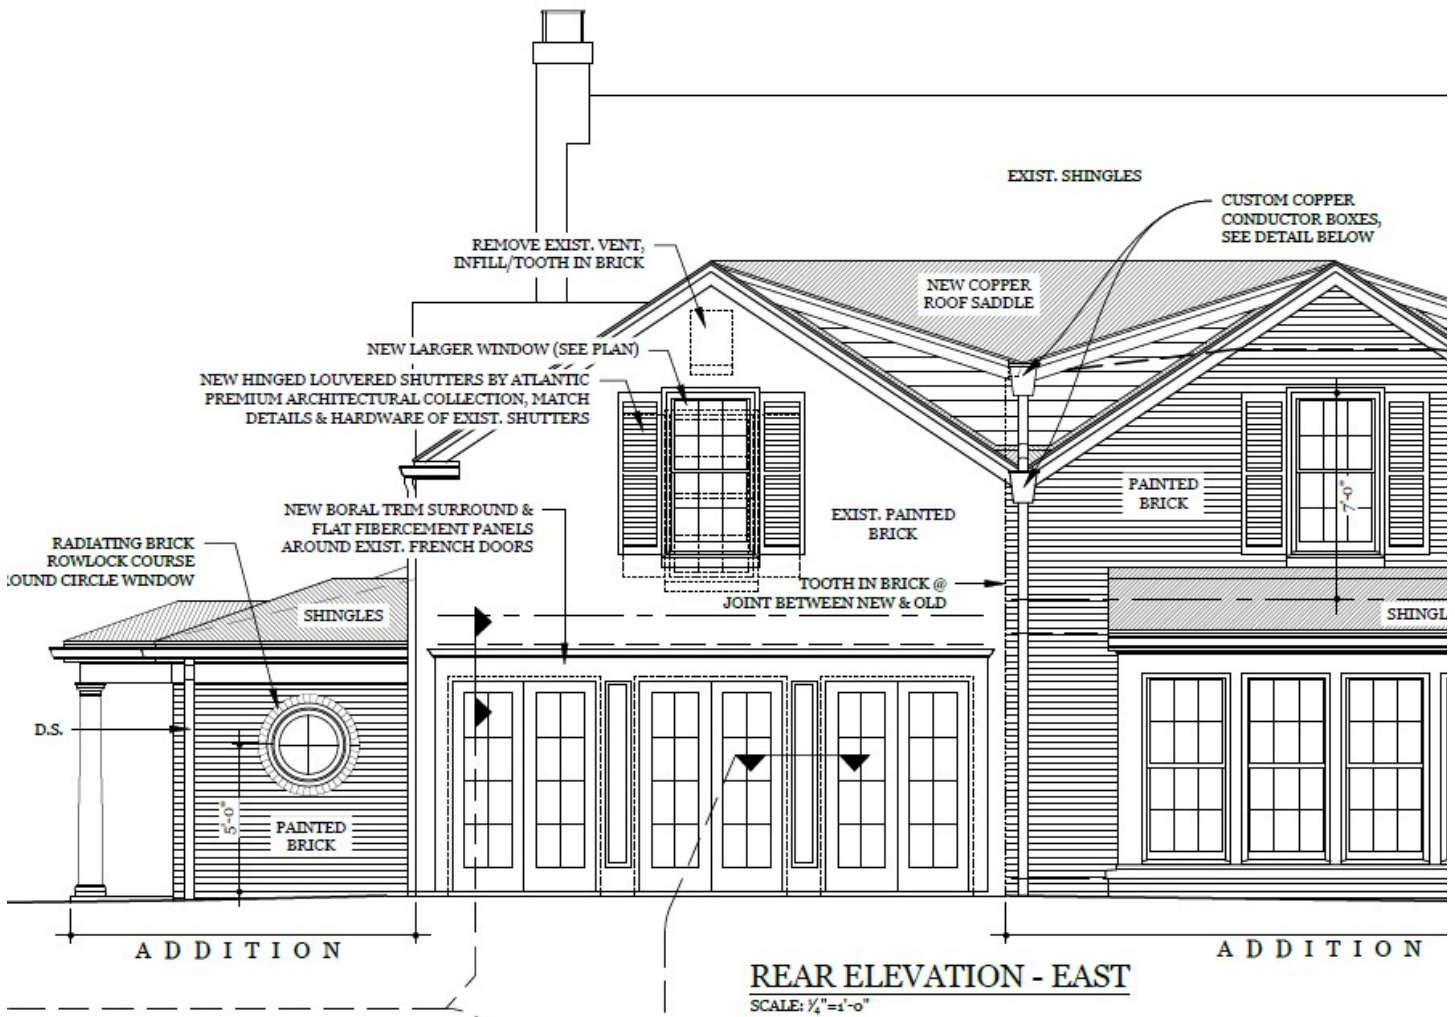 EXIST. SHINGLES
CUSTOM COPPER
CONDUCTOR BOXES,
SEE DETAIL BELOW
REMOVE EXIST. VENT,
INFILL/TOOTH IN BRICK
NEW COPPER
ROOF SADDLE
NEW LARGER WINDOW (SEE PLAN)
NEW HINGED LOUVERED SHUTTERS BY ATLANTIC
PREMIUM ARCHITECTURAL COLLECTION, MATCH
DETAILS & HARDWARE OF EXIST. SHUTTERS
NEW BORAL TRIM SURROUND &
FLAT FIBERCEMENT PANELS
AROUND EXIST. FRENCH DOORS
EXIST. PAINTED
BRICK
PAINTED
BRICK
7'-0"
RADIATING BRICK
ROWLOCK COURSE
ROUND CIRCLE WINDOW
TOOTH IN BRICK @
JOINT BETWEEN NEW & OLD
SHINGLES
SHINGL
D.S.
5'-0"
PAINTED
BRICK
ADDITION
ADDITION
REAR ELEVATION - EAST
SCALE: ¼"=1'-0"